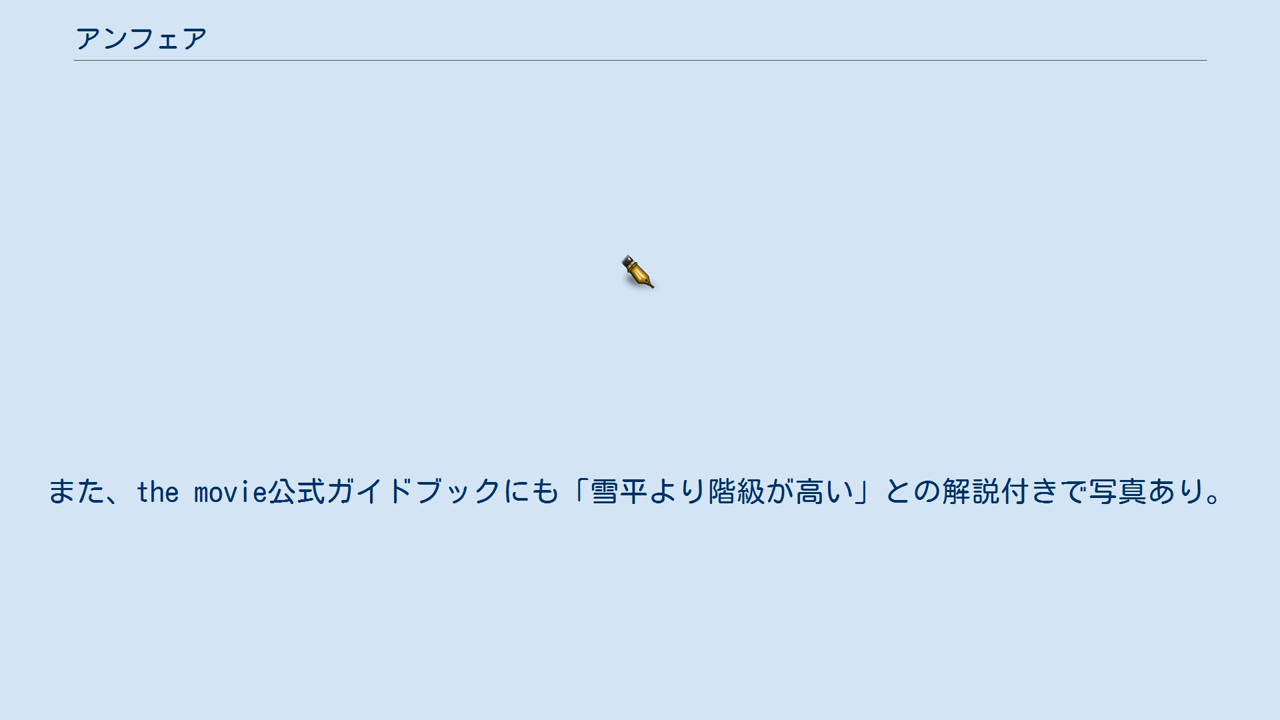 アンフェア
また、the movie公式ガイドブックにも「雪平より階級が高い」との解説付きで写真あり。